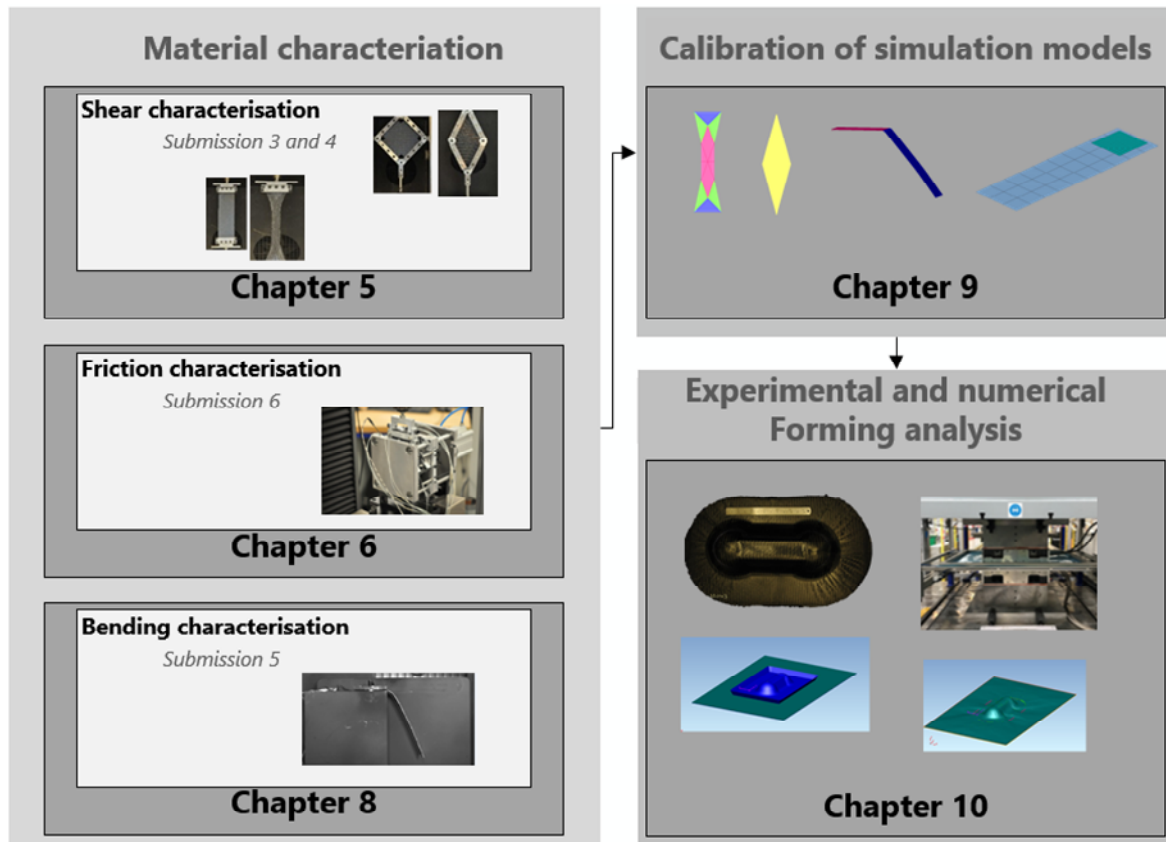 Material characteriation
Shear characterisation
Submission 3 and 4
Chapter 5
Friction characterisation
Submission 6
Chapter 6
Bending characterisation
Submission 5
Chapter 8
Calibration of simulation models
Chapter 9
Experimental and numerical
Forming analysis
Chapter 10